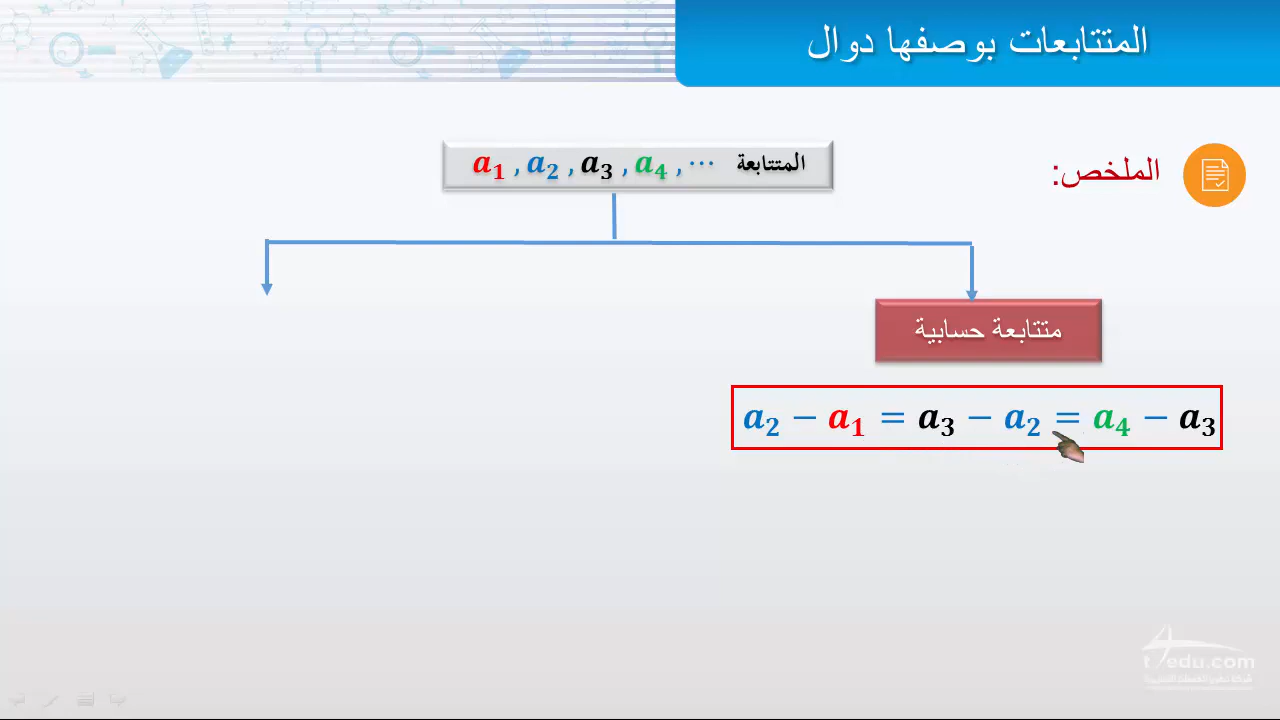 المتتابعات بوصفها دوال
الملخص:
المتتابعة a₁ , a₂ , a₃ , a₄ , ⋯
متتابعة حسابية
a₂ − a₁ = a₃ − a₂ = a₄ − a₃
t4edu.com